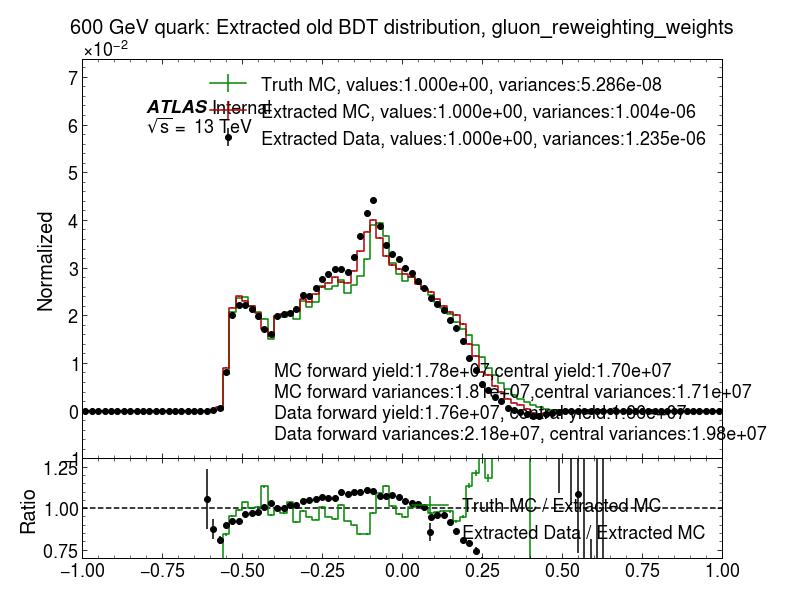 600 GeV quark: Extracted old BDT distribution, gluon_reweighting_weights
×10⁻²
Truth MC, values:1.000e+00, variances:5.286e-08
ATLAS Internal
Extracted MC, values:1.000e+00, variances:1.004e-06
√s = 13 TeV
Extracted Data, values:1.000e+00, variances:1.235e-06
7
6
5
4
3
2
1
0
Normalized
MC forward yield:1.78e+07, central yield:1.70e+07
MC forward variances:1.81e+07, central variances:1.71e+07
Data forward yield:1.76e+07, central yield:
Data forward variances:2.18e+07, central variances:1.98e+07
1.25
1.00
0.75
Ratio
Truth MC / Extracted MC
Extracted Data / Extracted MC
−1.00 −0.75 −0.50 −0.25 0.00 0.25 0.50 0.75 1.00